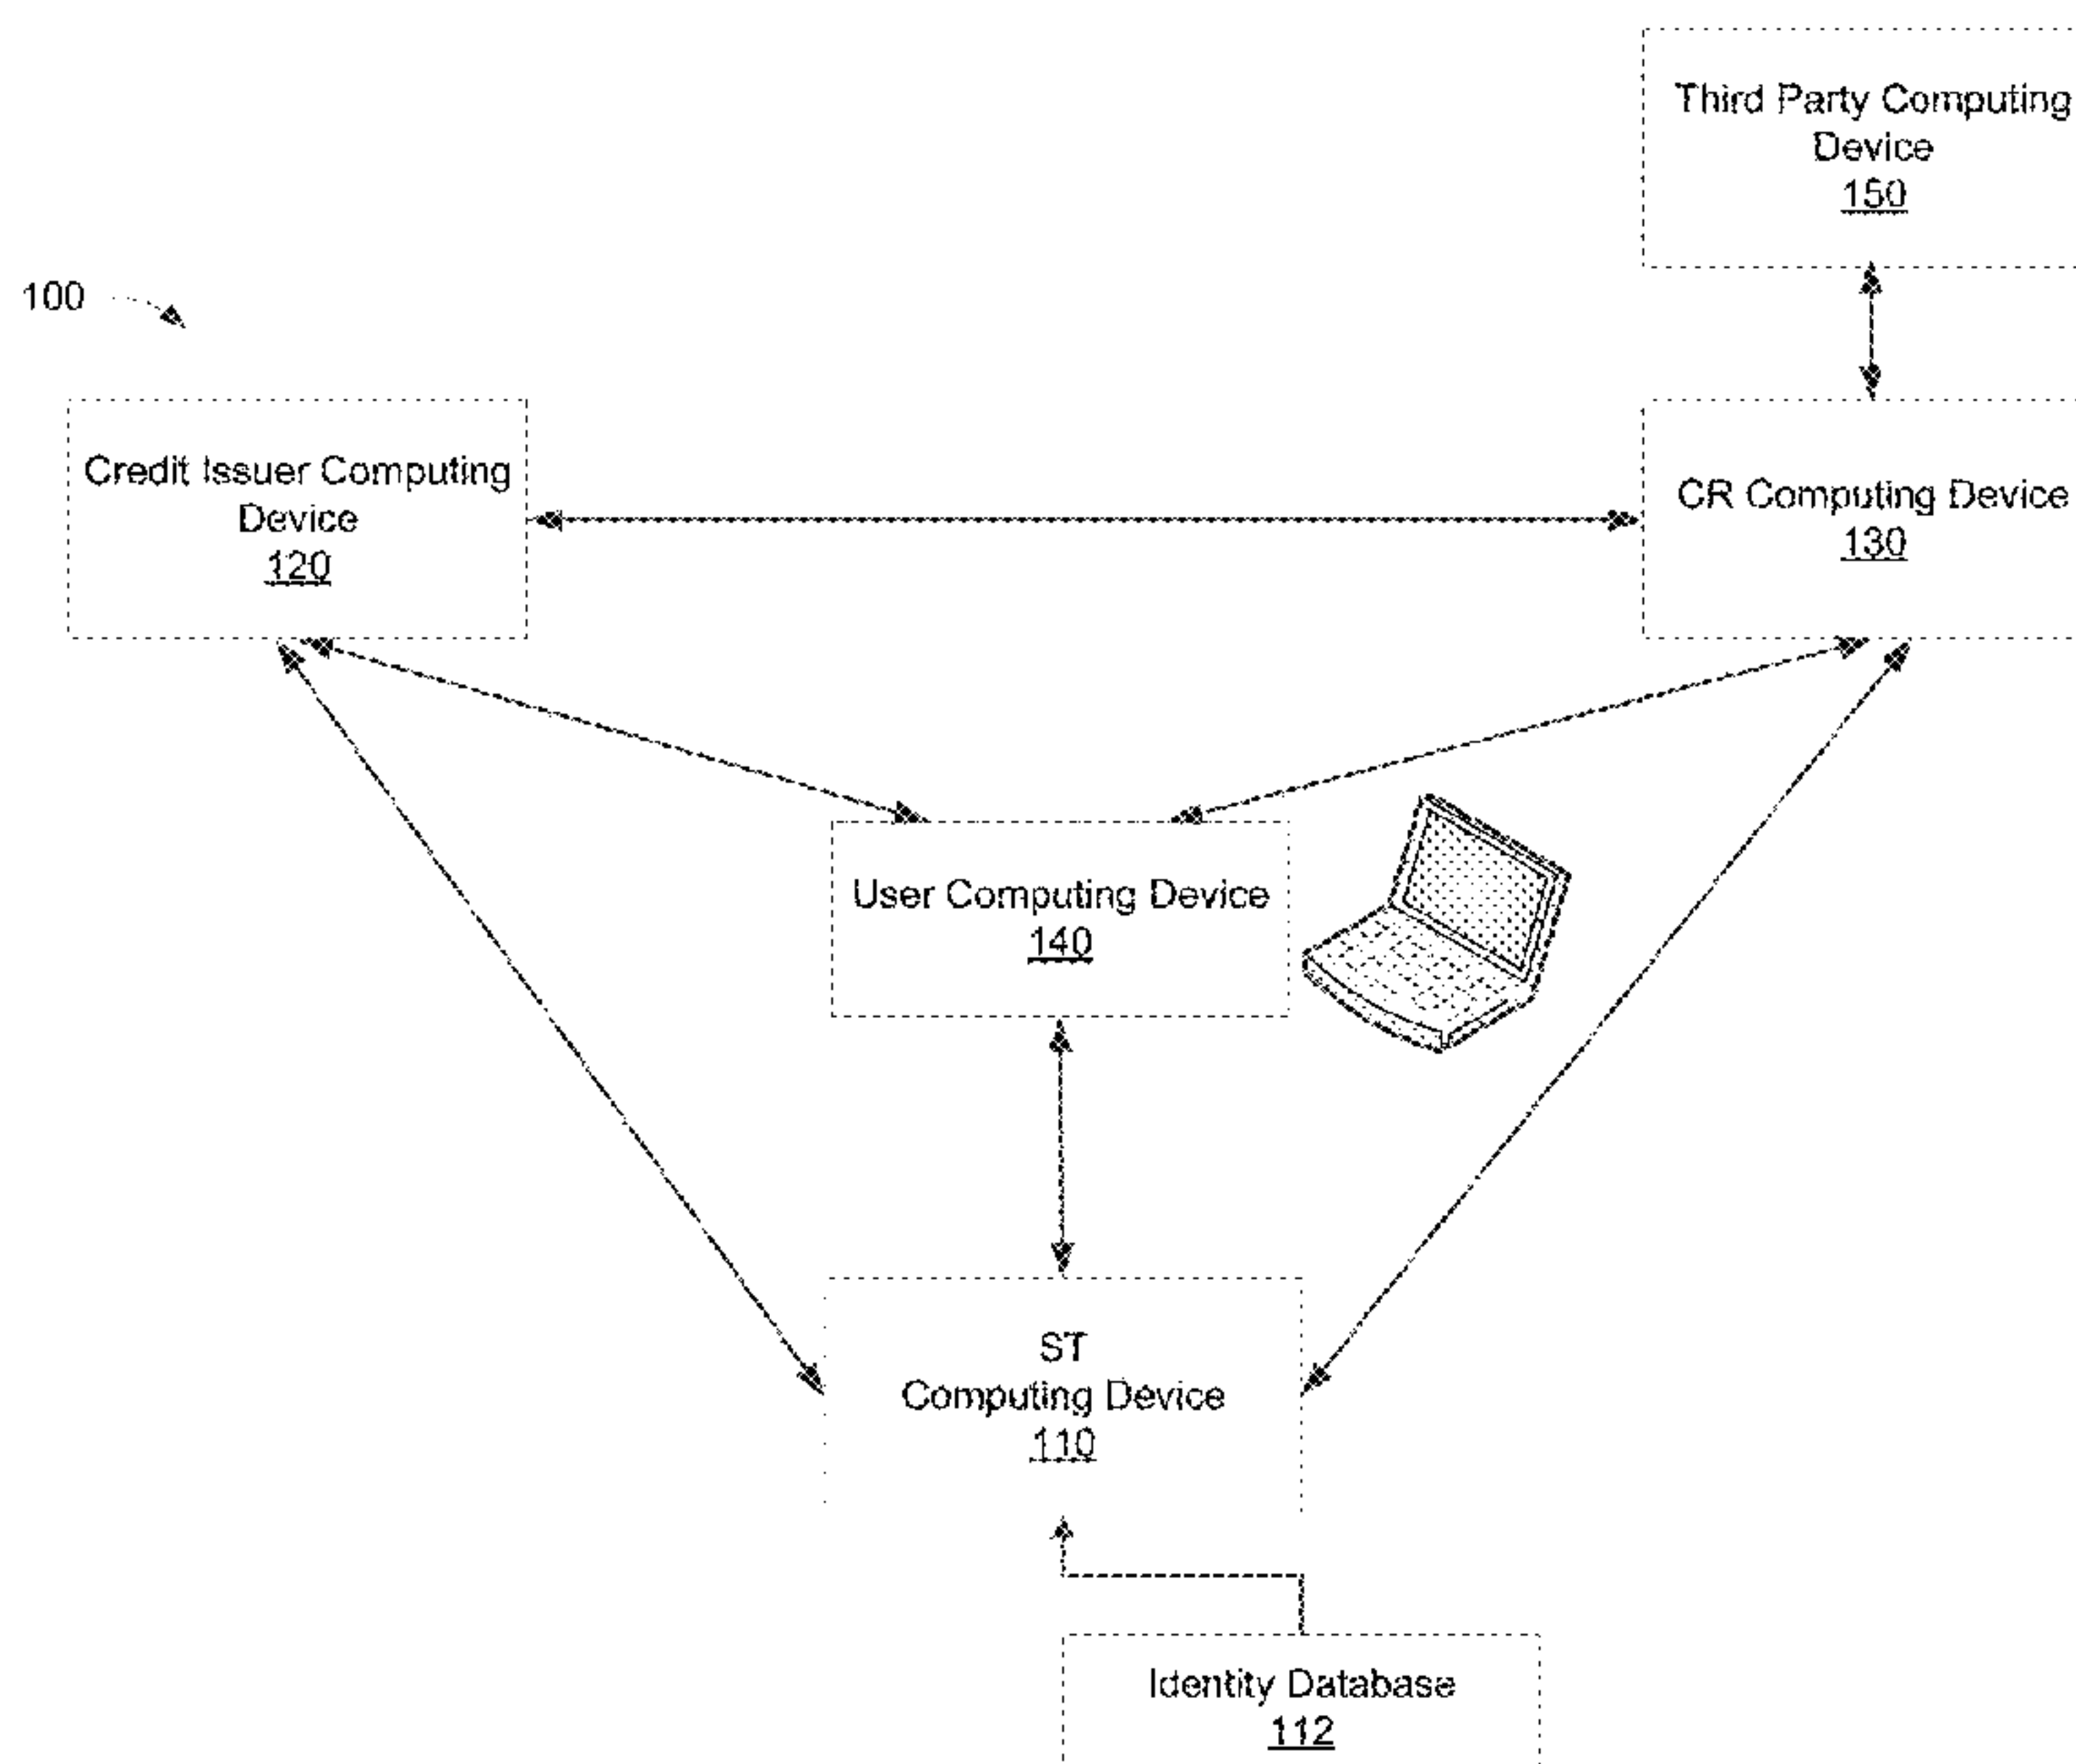 Third Party Computing
Device
150
100
Credit Issuer Computing
Device
120
CR Computing Device
130
User Computing Device
140
ST
Computing Device
110
Identity Database
112